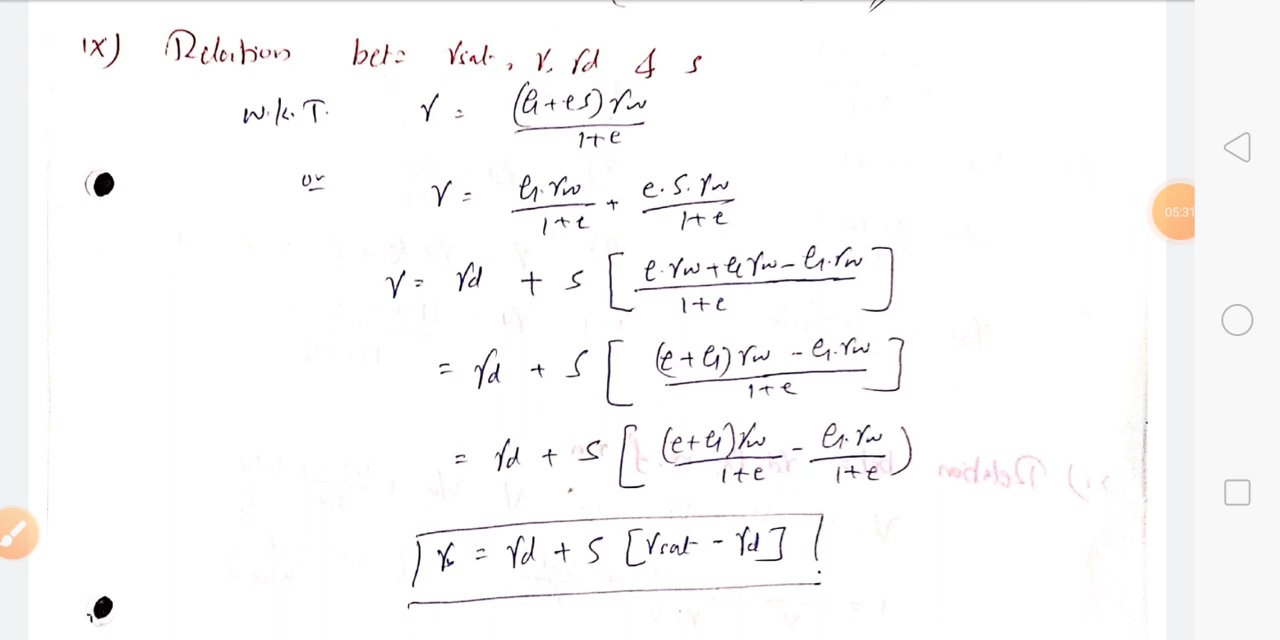 ix) Relation bet= γsat, γ, γd & s
W.K.T. γ = (G+es)γw / 1+e
or γ = G.γw / 1+e + e.s.γw / 1+e
γ = γd + s [ e.γw + Gγw - G.γw / 1+e ]
= γd + s [ (e+G)γw - G.γw / 1+e ]
= γd + s [ (e+G)γw / 1+e - G.γw / 1+e )
γ = γd + s [γsat - γd]
05:31